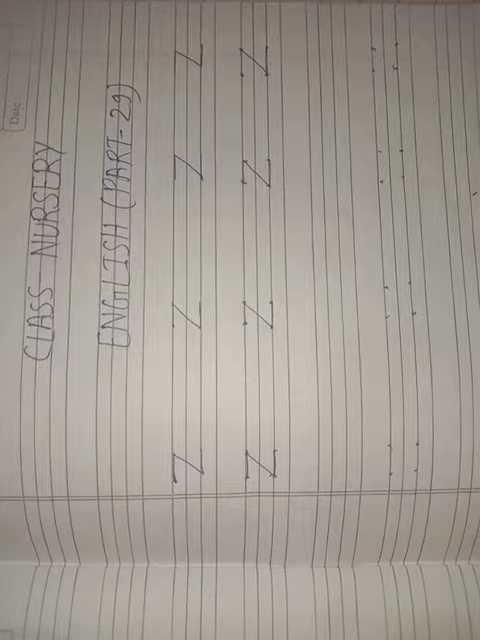 Date :
CLASS NURSERY
ENGLISH (PART-29)
N N N N
N N N N